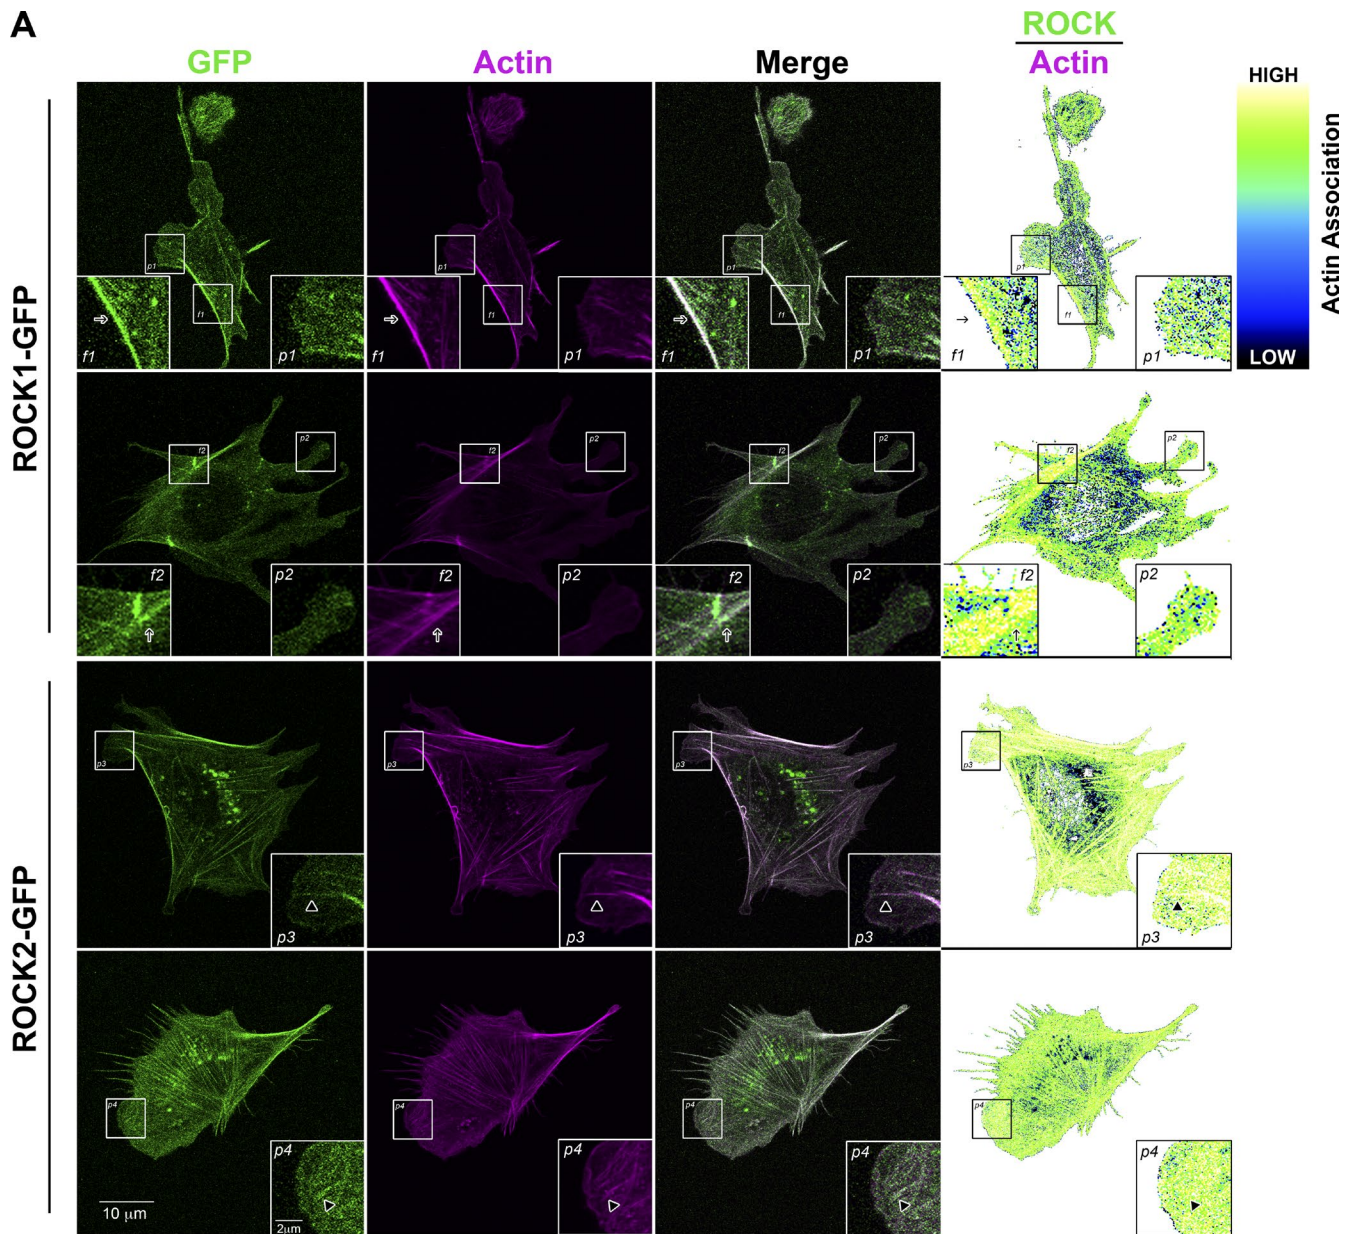 A
GFP
Actin
Merge
ROCK
Actin
HIGH
LOW
Actin Association
ROCK1-GFP
p1
f1
f1
p1
p1
f1
f1
p1
p1
f1
f1
p1
p1
f1
f1
p1
f2
p2
f2
p2
f2
p2
f2
p2
f2
p2
f2
p2
f2
p2
f2
p2
ROCK2-GFP
p3
p3
p3
p3
p3
p3
p3
p3
p4
p4
p4
p4
p4
p4
p4
p4
10 µm
2µm